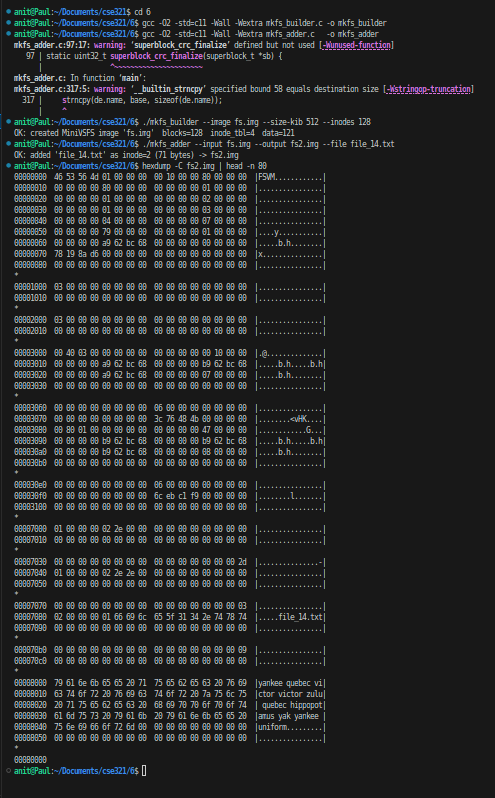 anit@Paul:~/Documents/cse321$ cd 6
anit@Paul:~/Documents/cse321/6$ gcc -O2 -std=c11 -Wall -Wextra mkfs_builder.c -o mkfs_builder
anit@Paul:~/Documents/cse321/6$ gcc -O2 -std=c11 -Wall -Wextra mkfs_adder.c   -o mkfs_adder
mkfs_adder.c:97:17: warning: ‘superblock_crc_finalize’ defined but not used [-Wunused-function]
   97 | static uint32_t superblock_crc_finalize(superblock_t *sb) {
      |                 ^~~~~~~~~~~~~~~~~~~~~~~
mkfs_adder.c: In function ‘main’:
mkfs_adder.c:317:5: warning: ‘__builtin_strncpy’ specified bound 58 equals destination size [-Wstringop-truncation]
  317 |     strncpy(de.name, base, sizeof(de.name));
      |     ^
anit@Paul:~/Documents/cse321/6$ ./mkfs_builder --image fs.img --size-kib 512 --inodes 128
OK: created MiniVSFS image 'fs.img'  blocks=128  inode_tbl=4  data=121
anit@Paul:~/Documents/cse321/6$ ./mkfs_adder --input fs.img --output fs2.img --file file_14.txt
OK: added 'file_14.txt' as inode=2 (71 bytes) -> fs2.img
anit@Paul:~/Documents/cse321/6$ hexdump -C fs2.img | head -n 80
00000000  46 53 56 4d 01 00 00 00  00 10 00 00 80 00 00 00  |FSVM............|
00000010  00 00 00 00 80 00 00 00  00 00 00 00 01 00 00 00  |................|
00000020  00 00 00 00 01 00 00 00  00 00 00 00 02 00 00 00  |................|
00000030  00 00 00 00 01 00 00 00  00 00 00 00 03 00 00 00  |................|
00000040  00 00 00 00 04 00 00 00  00 00 00 00 07 00 00 00  |................|
00000050  00 00 00 00 79 00 00 00  00 00 00 00 01 00 00 00  |....y...........|
00000060  00 00 00 00 a9 62 bc 68  00 00 00 00 00 00 00 00  |.....b.h........|
00000070  78 19 8a d6 00 00 00 00  00 00 00 00 00 00 00 00  |x...............|
00000080  00 00 00 00 00 00 00 00  00 00 00 00 00 00 00 00  |................|
*
00001000  03 00 00 00 00 00 00 00  00 00 00 00 00 00 00 00  |................|
00001010  00 00 00 00 00 00 00 00  00 00 00 00 00 00 00 00  |................|
*
00002000  03 00 00 00 00 00 00 00  00 00 00 00 00 00 00 00  |................|
00002010  00 00 00 00 00 00 00 00  00 00 00 00 00 00 00 00  |................|
*
00003000  00 40 03 00 00 00 00 00  00 00 00 00 00 10 00 00  |.@..............|
00003010  00 00 00 00 a9 62 bc 68  00 00 00 00 b9 62 bc 68  |.....b.h.....b.h|
00003020  00 00 00 00 a9 62 bc 68  00 00 00 00 07 00 00 00  |.....b.h........|
00003030  00 00 00 00 00 00 00 00  00 00 00 00 00 00 00 00  |................|
*
00003060  00 00 00 00 00 00 00 00  06 00 00 00 00 00 00 00  |................|
00003070  00 00 00 00 00 00 00 00  3c 76 48 4b 00 00 00 00  |........<vHK....|
00003080  00 80 01 00 00 00 00 00  00 00 00 00 47 00 00 00  |............G...|
00003090  00 00 00 00 b9 62 bc 68  00 00 00 00 b9 62 bc 68  |.....b.h.....b.h|
000030a0  00 00 00 00 b9 62 bc 68  00 00 00 00 08 00 00 00  |.....b.h........|
000030b0  00 00 00 00 00 00 00 00  00 00 00 00 00 00 00 00  |................|
*
000030e0  00 00 00 00 00 00 00 00  06 00 00 00 00 00 00 00  |................|
000030f0  00 00 00 00 00 00 00 00  6c eb c1 f9 00 00 00 00  |........l.......|
00003100  00 00 00 00 00 00 00 00  00 00 00 00 00 00 00 00  |................|
*
00007000  01 00 00 00 02 2e 00 00  00 00 00 00 00 00 00 00  |................|
00007010  00 00 00 00 00 00 00 00  00 00 00 00 00 00 00 00  |................|
*
00007030  00 00 00 00 00 00 00 00  00 00 00 00 00 00 00 2d  |...............-|
00007040  01 00 00 00 02 2e 2e 00  00 00 00 00 00 00 00 00  |................|
00007050  00 00 00 00 00 00 00 00  00 00 00 00 00 00 00 00  |................|
*
00007070  00 00 00 00 00 00 00 00  00 00 00 00 00 00 00 03  |................|
00007080  02 00 00 00 01 66 69 6c  65 5f 31 34 2e 74 78 74  |.....file_14.txt|
00007090  00 00 00 00 00 00 00 00  00 00 00 00 00 00 00 00  |................|
*
000070b0  00 00 00 00 00 00 00 00  00 00 00 00 00 00 00 09  |................|
000070c0  00 00 00 00 00 00 00 00  00 00 00 00 00 00 00 00  |................|
*
00008000  79 61 6e 6b 65 65 20 71  75 65 62 65 63 20 76 69  |yankee quebec vi|
00008010  63 74 6f 72 20 76 69 63  74 6f 72 20 7a 75 6c 75  |ctor victor zulu|
00008020  20 71 75 65 62 65 63 20  68 69 70 70 6f 70 6f 74  | quebec hippopot|
00008030  61 6d 75 73 20 79 61 6b  20 79 61 6e 6b 65 65 20  |amus yak yankee |
00008040  75 6e 69 66 6f 72 6d 00  00 00 00 00 00 00 00 00  |uniform.........|
00008050  00 00 00 00 00 00 00 00  00 00 00 00 00 00 00 00  |................|
*
00080000
anit@Paul:~/Documents/cse321/6$